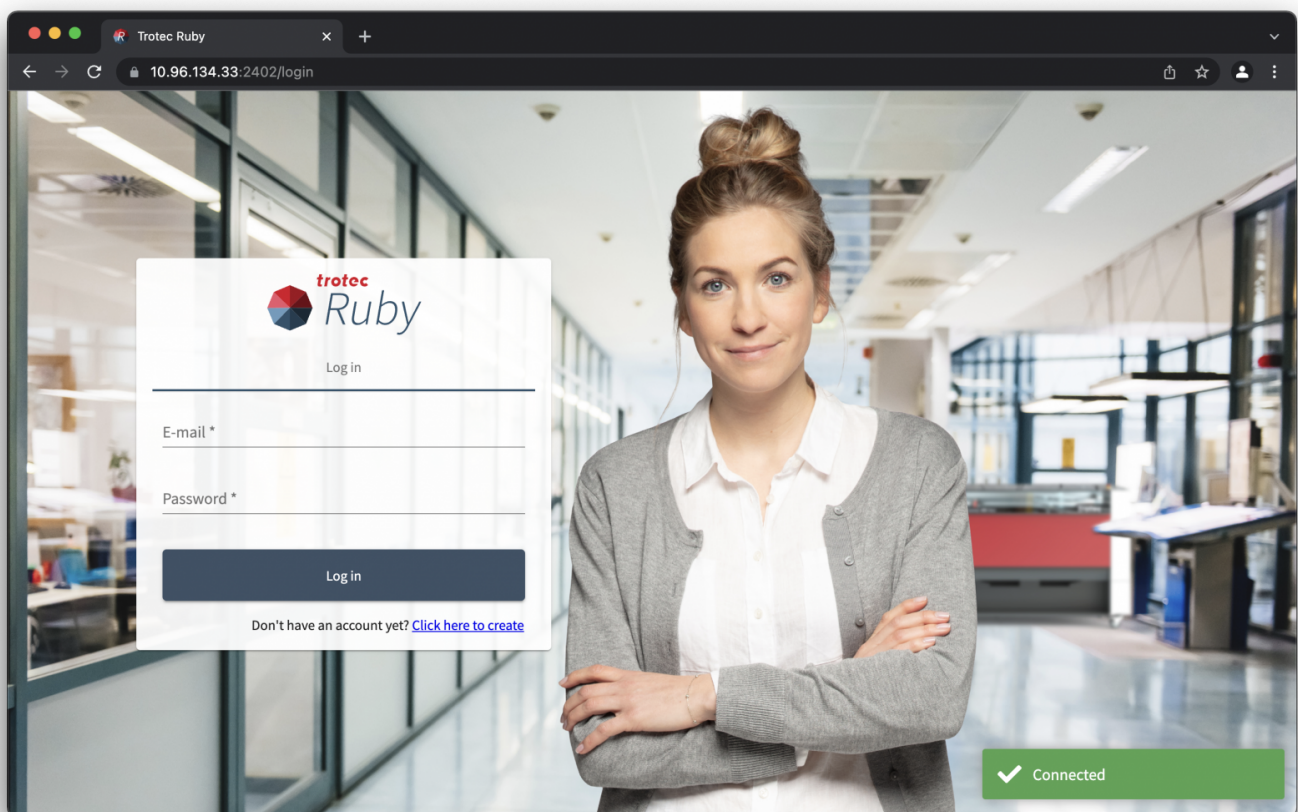 Trotec Ruby
10.96.134.33:2402/login
trotec
Ruby
Log in
E-mail *
Password *
Log in
Don't have an account yet? Click here to create
Connected